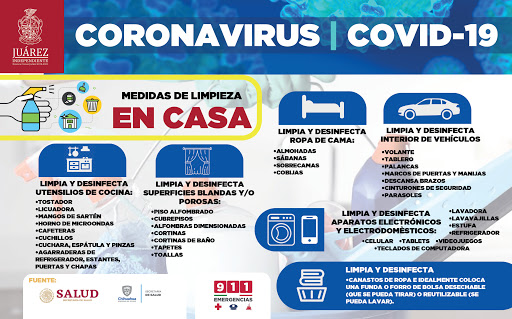 JUÁREZ
INDEPENDIENTE
CORONAVIRUS | COVID-19
MEDIDAS DE LIMPIEZA
EN CASA
LIMPIA Y DESINFECTA
UTENSILIOS DE COCINA:
•TOSTADOR
•LICUADORA
•MANGOS DE SARTÉN
•HORNO DE MICROONDAS
•CAFETERAS
•CUCHILLOS
•CUCHARA, ESPÁTULA Y PINZAS
•AGARRADERAS DE
REFRIGERADOR, ESTANTES,
PUERTAS Y CHAPAS
LIMPIA Y DESINFECTA
SUPERFICIES BLANDAS Y/O
POROSAS:
•PISO ALFOMBRADO
•CUBREPISOS
•ALFOMBRAS DIMENSIONADAS
•CORTINAS
•CORTINAS DE BAÑO
•TAPETES
•TOALLAS
LIMPIA Y DESINFECTA
ROPA DE CAMA:
•ALMOHADAS
•SÁBANAS
•SOBRECAMAS
•COBIJAS
LIMPIA Y DESINFECTA
INTERIOR DE VEHÍCULOS
•VOLANTE
•TABLERO
•PALANCAS
•MARCOS DE PUERTAS Y MANIJAS
•DESCANSA BRAZOS
•CINTURONES DE SEGURIDAD
•PARASOLES
LIMPIA Y DESINFECTA
APARATOS ELECTRÓNICOS Y
ELECTRODOMÉSTICOS:
•CELULAR •TABLETS •VIDEOJUEGOS
•TECLADOS DE COMPUTADORA
•LAVADORA
•LAVAVAJILLAS
•ESTUFA
•REFRIGERADOR
LIMPIA Y DESINFECTA
•CANASTOS DE ROPA E IDEALMENTE COLOCA
UNA FUNDA O FORRO DE BOLSA DESECHABLE
(QUE SE PUEDA TIRAR) O REUTILIZABLE (SE
PUEDA LAVAR).
FUENTE:
SALUD
Chihuahua
SECRETARÍA
DE SALUD
911
EMERGENCIAS